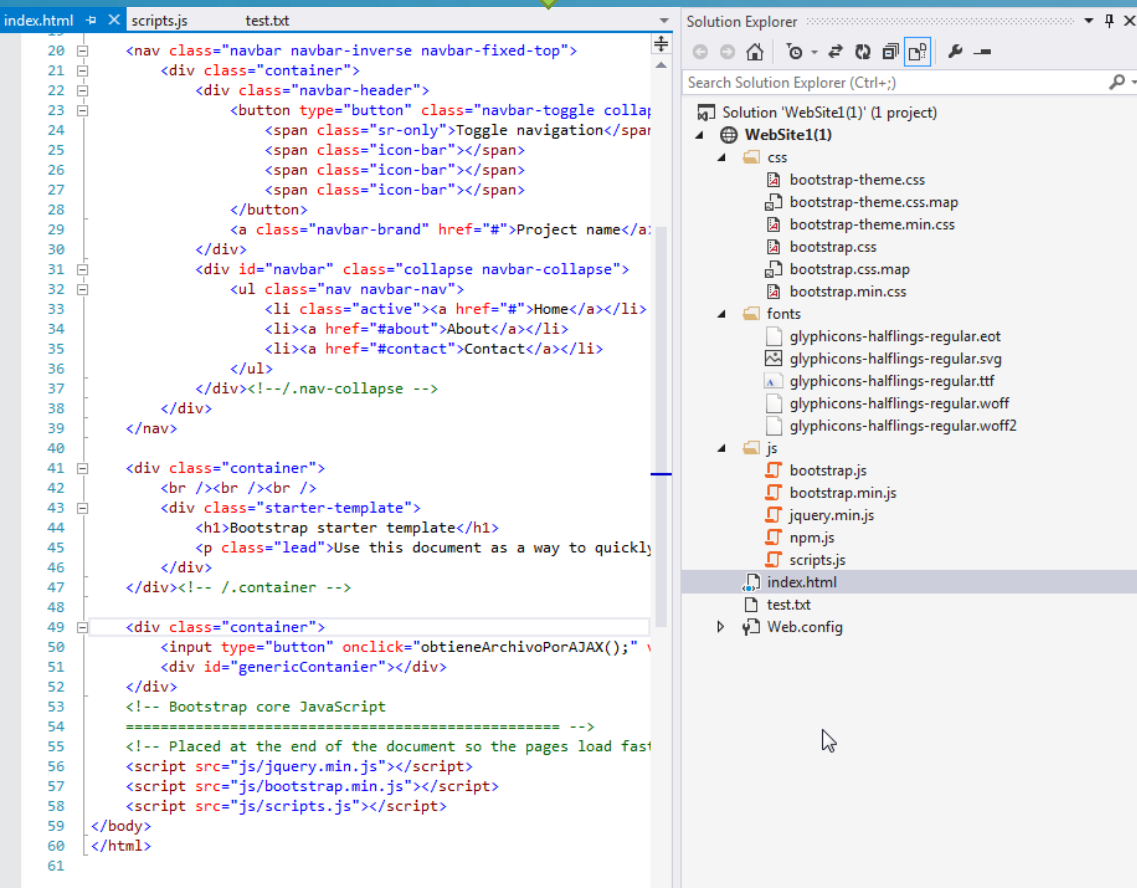 index.html
scripts.js
test.txt
20 <nav class="navbar navbar-inverse navbar-fixed-top">
21 <div class="container">
22 <div class="navbar-header">
23 <button type="button" class="navbar-toggle collap
24 <span class="sr-only">Toggle navigation</span
25 <span class="icon-bar"></span>
26 <span class="icon-bar"></span>
27 <span class="icon-bar"></span>
28 </button>
29 <a class="navbar-brand" href="#">Project name</a>
30 </div>
31 <div id="navbar" class="collapse navbar-collapse">
32 <ul class="nav navbar-nav">
33 <li class="active"><a href="#">Home</a></li>
34 <li><a href="#about">About</a></li>
35 <li><a href="#contact">Contact</a></li>
36 </ul>
37 </div><!--/.nav-collapse -->
38 </div>
39 </nav>
40
41 <div class="container">
42 <br /><br /><br />
43 <div class="starter-template">
44 <h1>Bootstrap starter template</h1>
45 <p class="lead">Use this document as a way to quickly
46 </div>
47 </div><!-- /.container -->
48
49 <div class="container">
50 <input type="button" onclick="obtieneArchivoPorAJAX();"
51 <div id="genericContanier"></div>
52 </div>
53 <!-- Bootstrap core JavaScript
54 ================================================== -->
55 <!-- Placed at the end of the document so the pages load fast
56 <script src="js/jquery.min.js"></script>
57 <script src="js/bootstrap.min.js"></script>
58 <script src="js/scripts.js"></script>
59 </body>
60 </html>
61
Solution Explorer
Search Solution Explorer (Ctrl+;)
Solution 'WebSite1(1)' (1 project)
WebSite1(1)
css
bootstrap-theme.css
bootstrap-theme.css.map
bootstrap-theme.min.css
bootstrap.css
bootstrap.css.map
bootstrap.min.css
fonts
glyphicons-halflings-regular.eot
glyphicons-halflings-regular.svg
glyphicons-halflings-regular.ttf
glyphicons-halflings-regular.woff
glyphicons-halflings-regular.woff2
js
bootstrap.js
bootstrap.min.js
jquery.min.js
npm.js
scripts.js
index.html
test.txt
Web.config